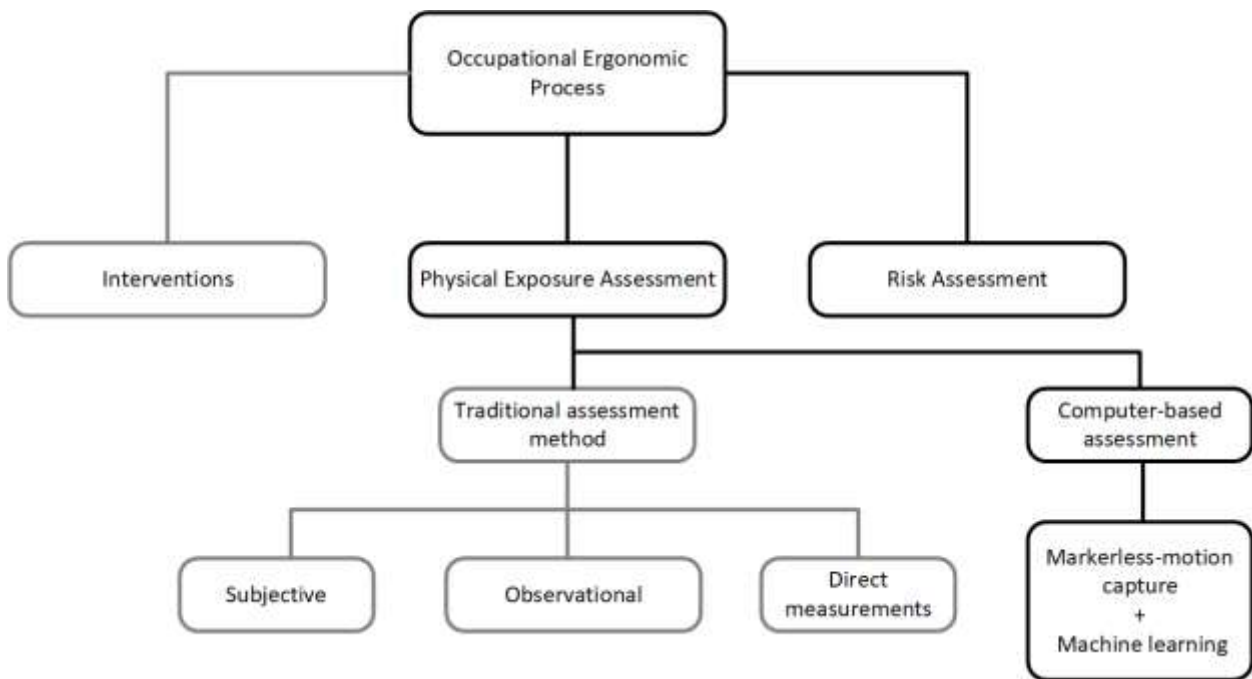 Occupational Ergonomic
Process
Interventions
Physical Exposure Assessment
Risk Assessment
Traditional assessment
method
Computer-based
assessment
Subjective
Observational
Direct
measurements
Markerless-motion
capture
+
Machine learning